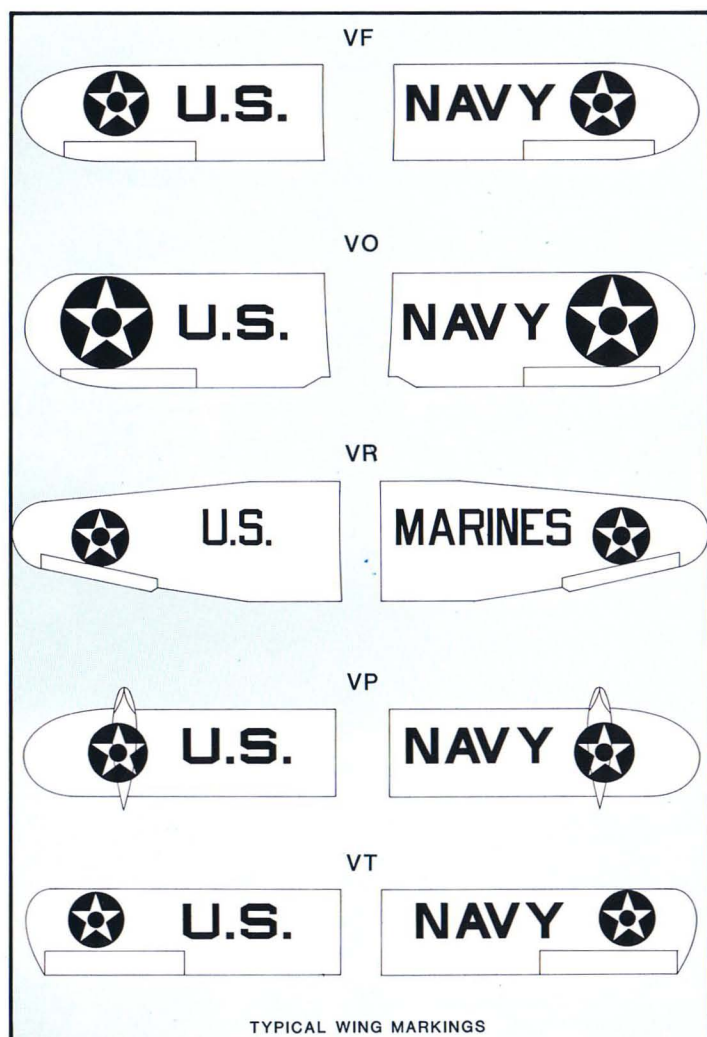 VF
U.S. NAVY
VO
U.S. NAVY
VR
U.S. MARINES
VP
U.S. NAVY
VT
U.S. NAVY
TYPICAL WING MARKINGS